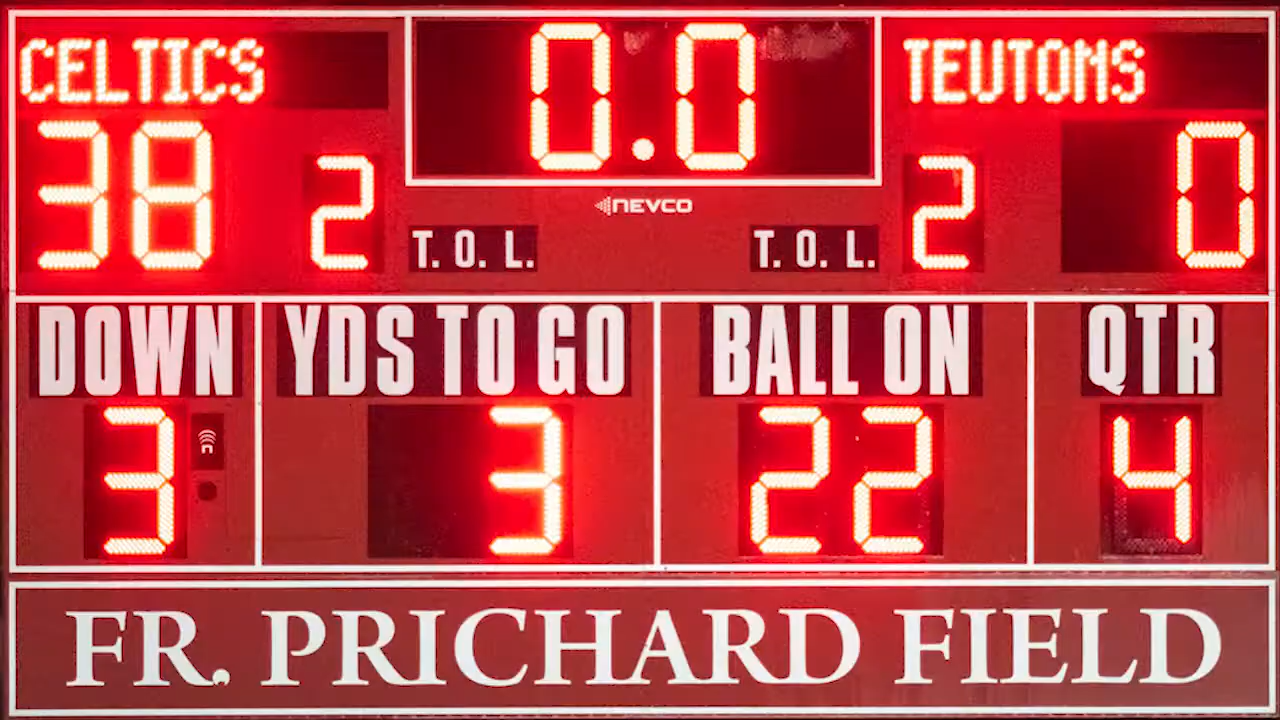 CELTICS 0.0 TEUTONS
38 2 2 0
NEVCO
T. O. L. T. O. L.
DOWN YDS TO GO BALL ON QTR
3 3 22 4
FR. PRICHARD FIELD